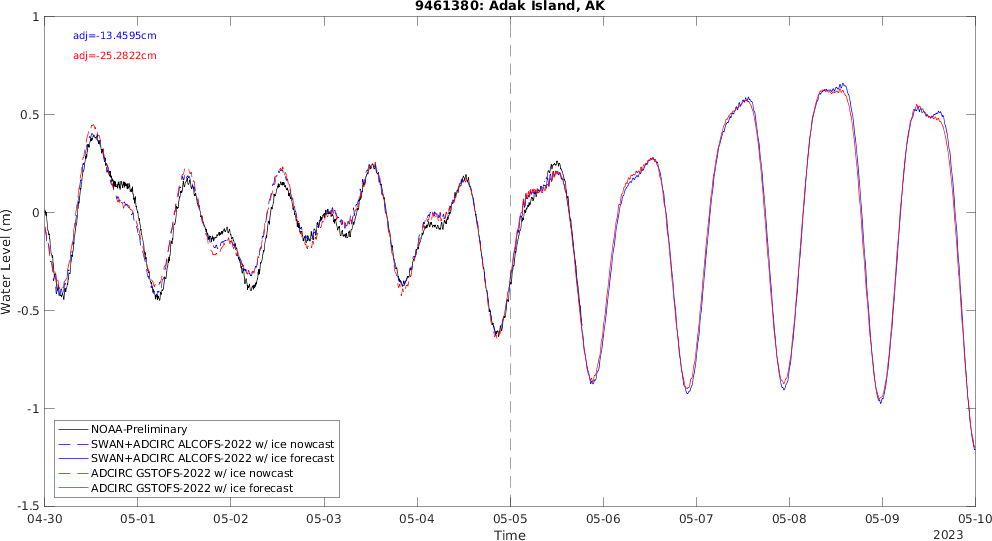 9461380: Adak Island, AK
adj=-13.4595cm
adj=-25.2822cm
1
0.5
0
-0.5
-1
-1.5
Water Level (m)
NOAA-Preliminary
SWAN+ADCIRC ALCOFS-2022 w/ ice nowcast
SWAN+ADCIRC ALCOFS-2022 w/ ice forecast
ADCIRC GSTOFS-2022 w/ ice nowcast
ADCIRC GSTOFS-2022 w/ ice forecast
04-30 05-01 05-02 05-03 05-04 05-05 05-06 05-07 05-08 05-09 05-10
Time
2023